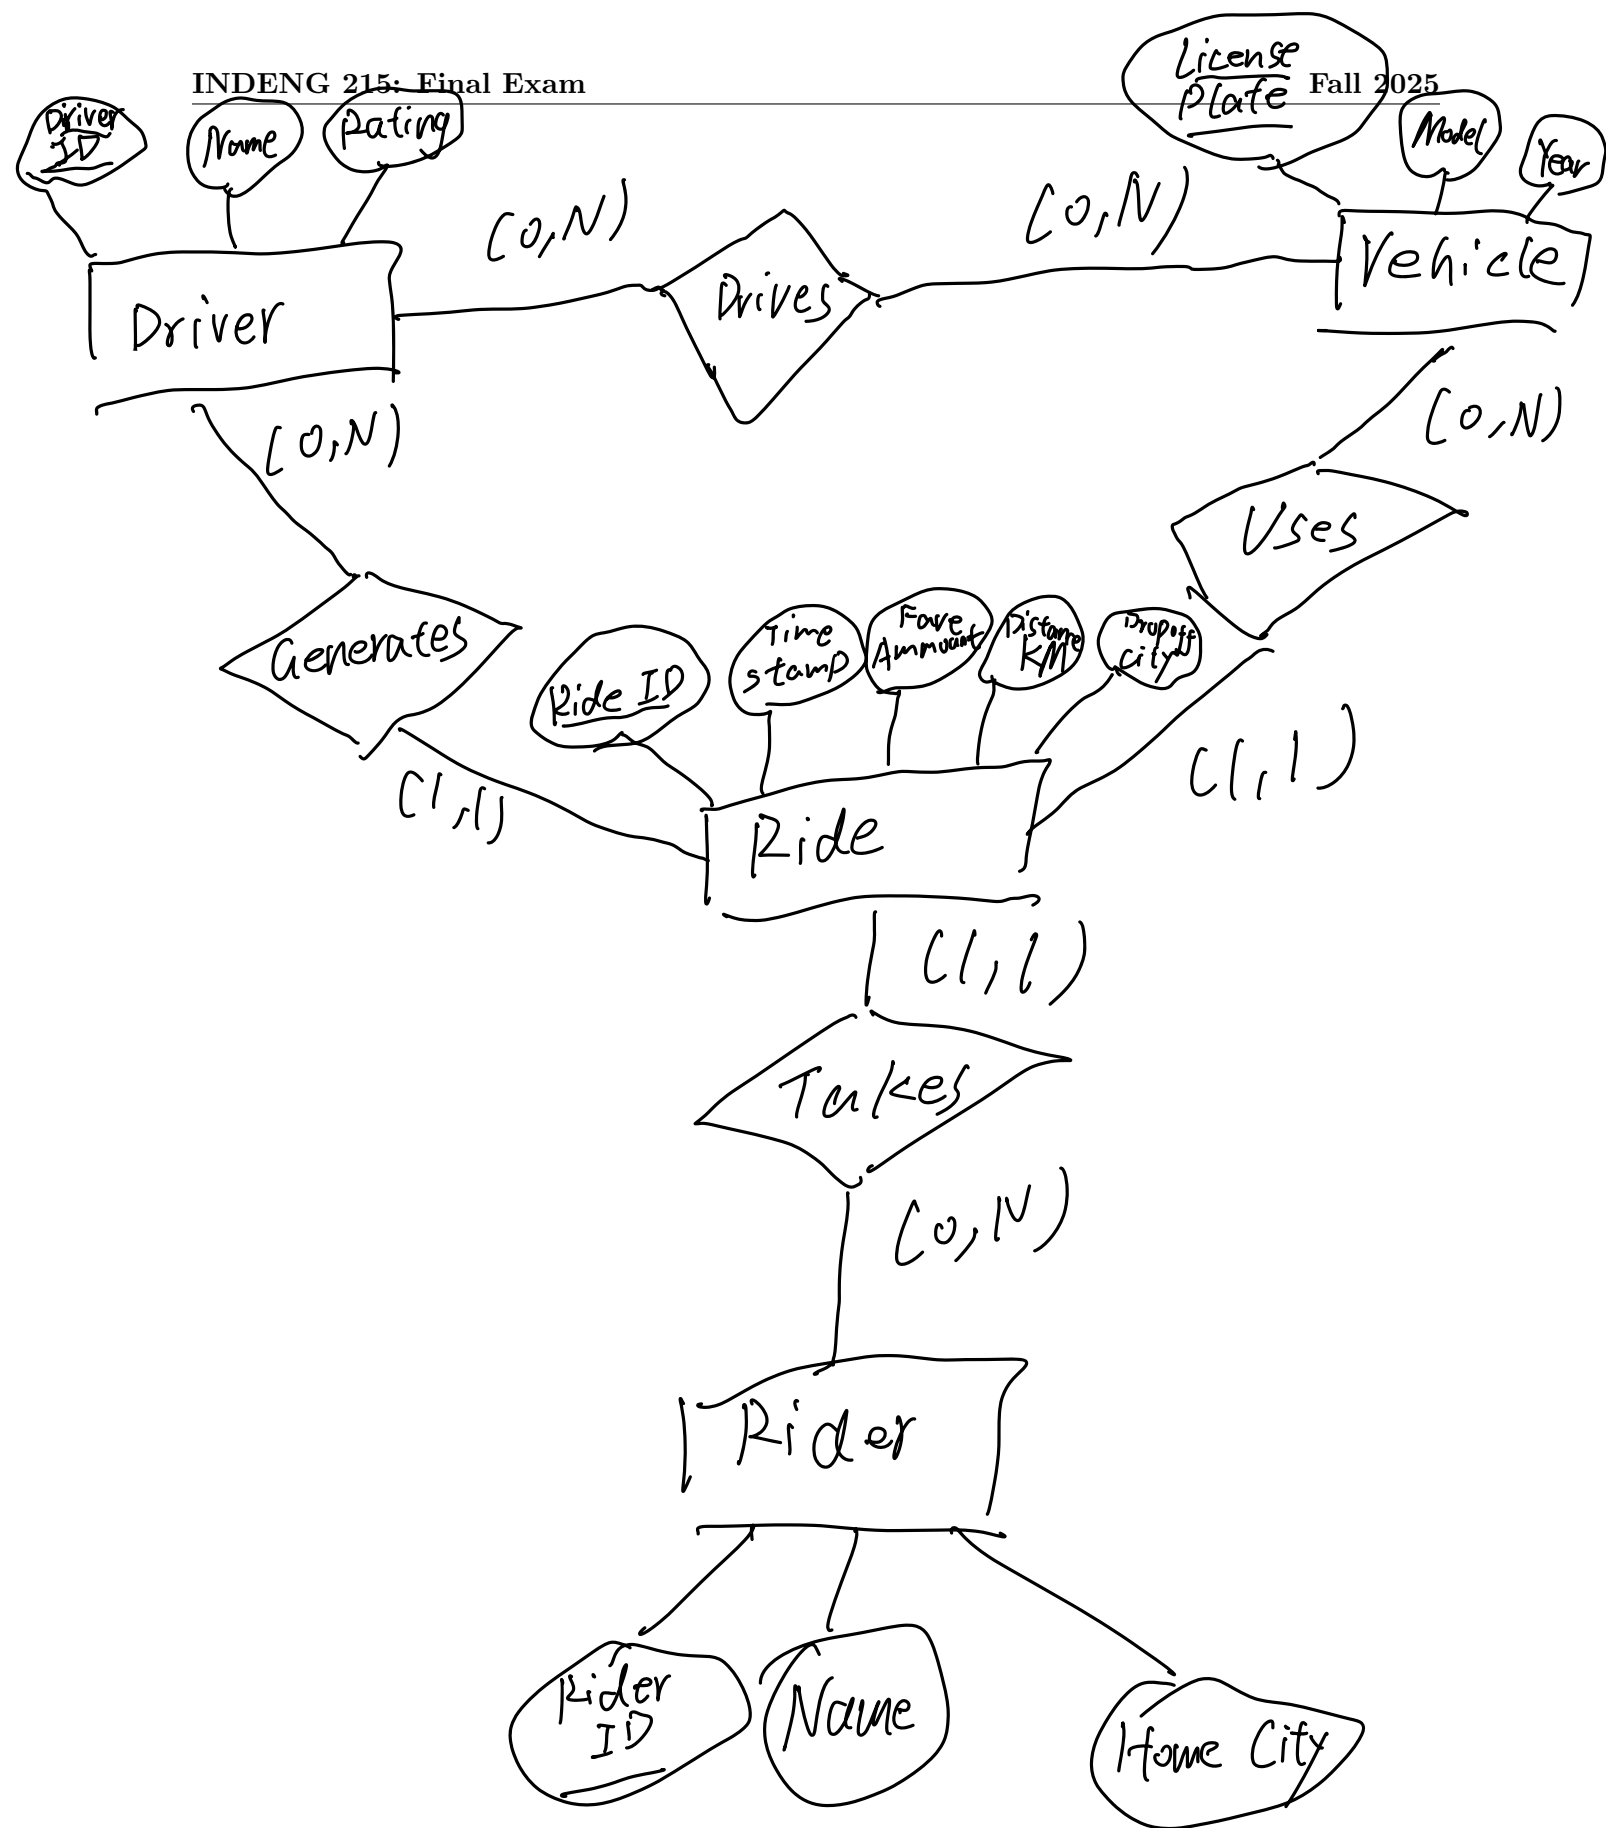 INDENG 215: Final Exam Fall 2025
License
Plate
Driver
ID
Name
Rating
Model
Year
(0,N)
(0,N)
Driver
Drives
Vehicle
(0,N)
(0,N)
Uses
Generates
Ride ID
Time
stamp
Fare
Ammount
Distance
KM
Dropoff
City
(1,1)
(1,1)
Ride
(1,1)
Takes
(0,N)
Rider
Rider
ID
Name
Home City